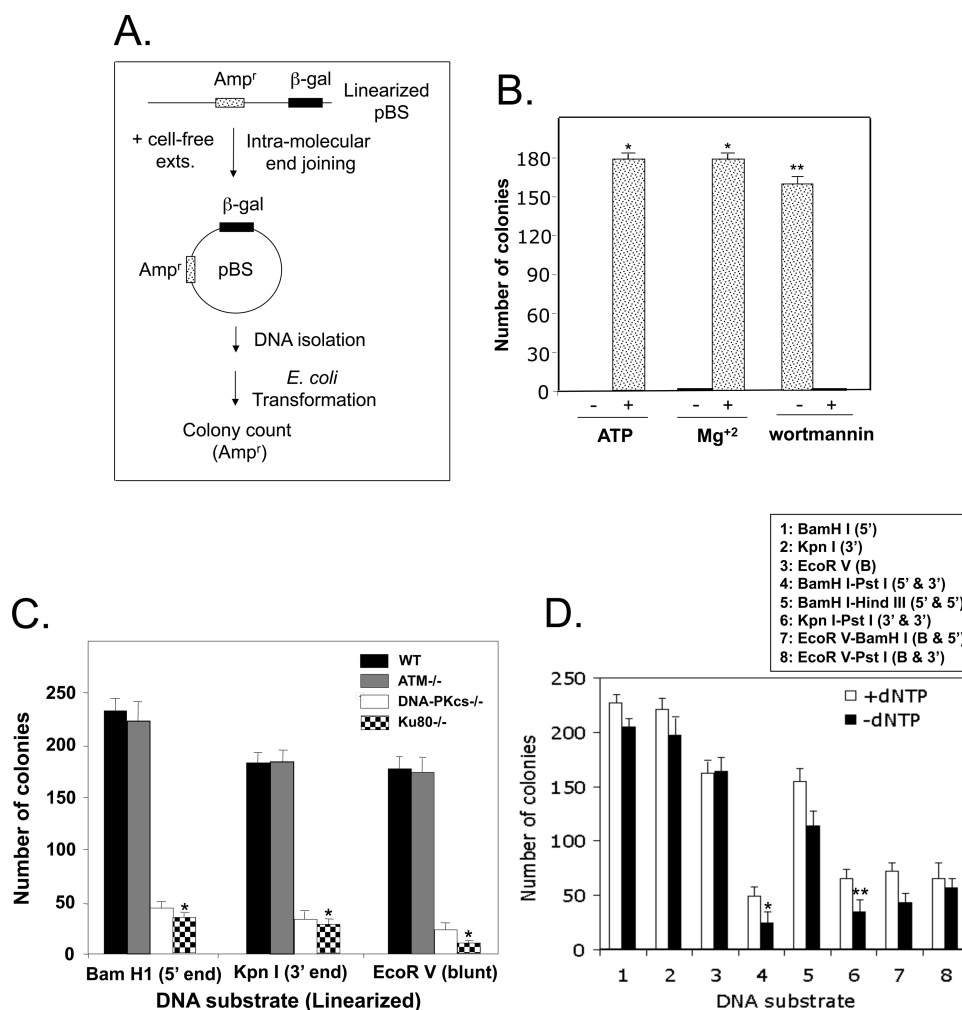 A.
Ampʳ
β-gal
Linearized
pBS
+ cell-free
exts.
Intra-molecular
end joining
β-gal
Ampʳ
pBS
DNA isolation
E. coli
Transformation
Colony count
(Ampʳ)
B.
Number of colonies
180
150
120
90
60
30
0
*
*
**
- + - + - +
ATP Mg⁺² wortmannin
C.
Number of colonies
250
200
150
100
50
0
WT
ATM-/-
DNA-PKcs-/-
Ku80-/-
*
*
*
Bam H1 (5' end) Kpn I (3' end) EcoR V (blunt)
DNA substrate (Linearized)
1: BamH I (5')
2: Kpn I (3')
3: EcoR V (B)
4: BamH I-Pst I (5' & 3')
5: BamH I-Hind III (5' & 5')
6: Kpn I-Pst I (3' & 3')
7: EcoR V-BamH I (B & 5')
8: EcoR V-Pst I (B & 3')
D.
Number of colonies
250
200
150
100
50
0
+dNTP
-dNTP
*
**
1 2 3 4 5 6 7 8
DNA substrate